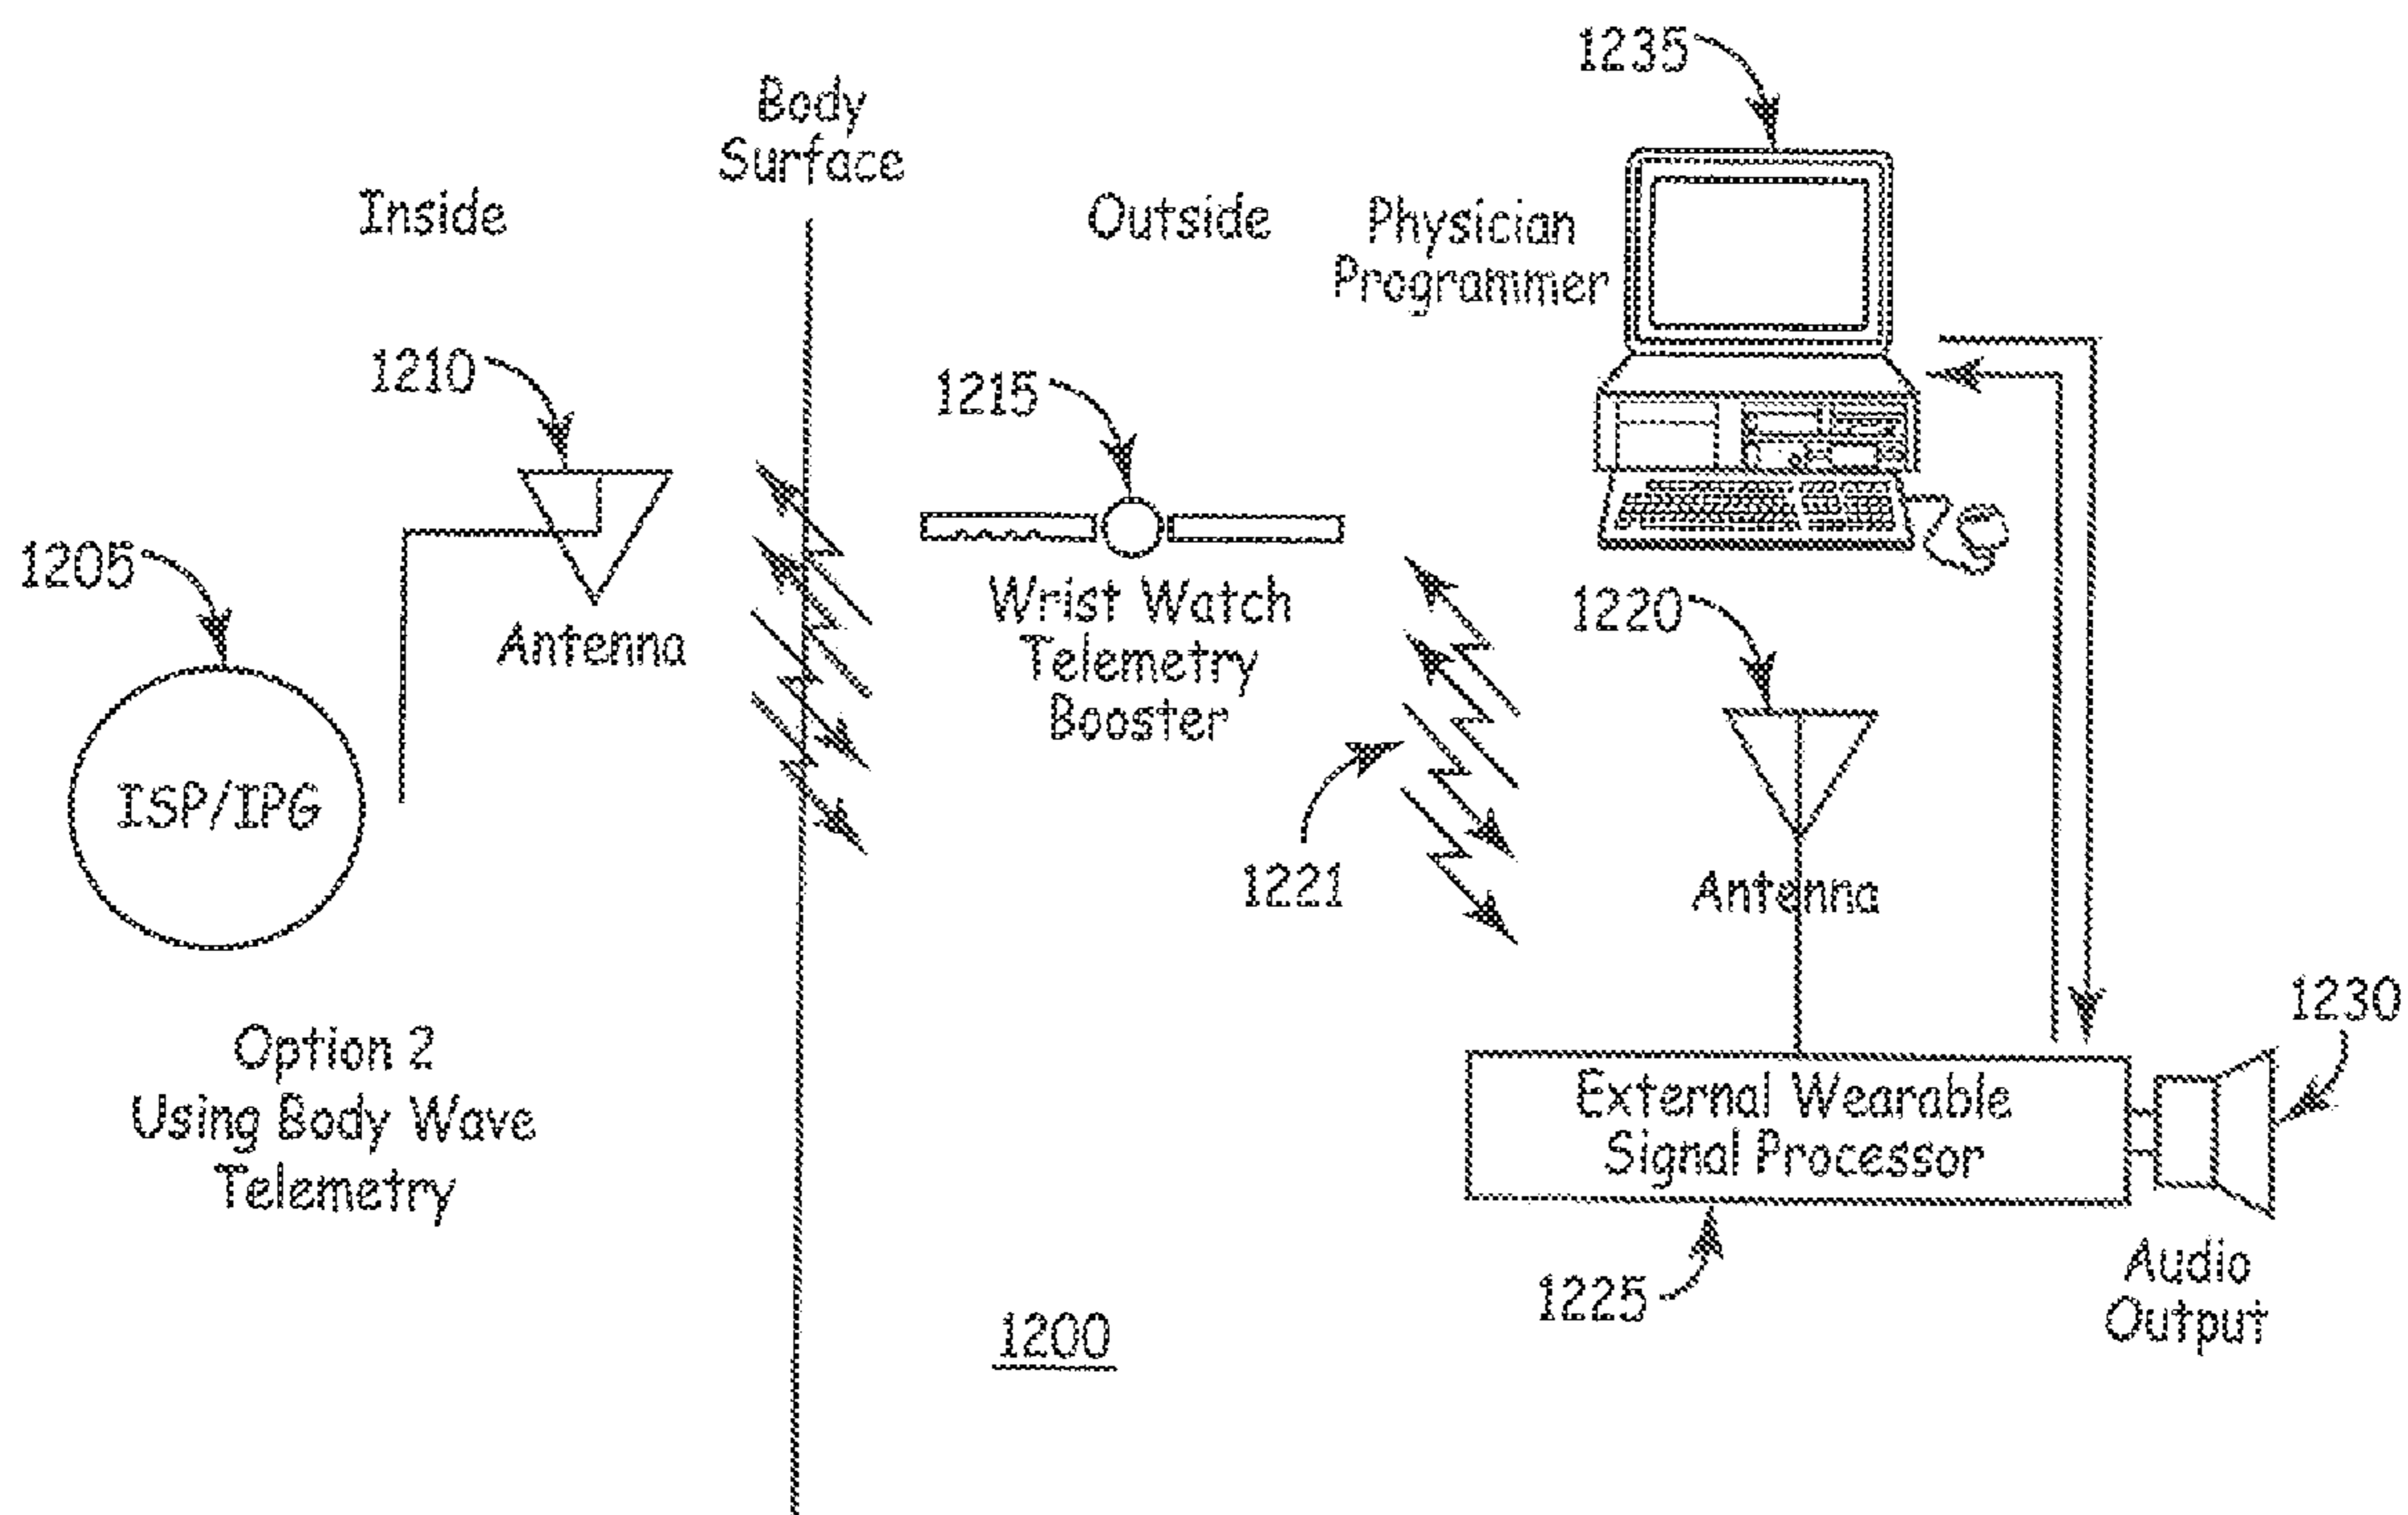 1235
Body
Surface
Inside
Outside
Physician
Programmer
1210
1215
1205
Antenna
Wrist Watch
Telemetry
Booster
1220
ISP/IPG
1221
Antenna
Option 2
Using Body Wave
Telemetry
External Wearable
Signal Processor
1230
1225
Audio
Output
1200